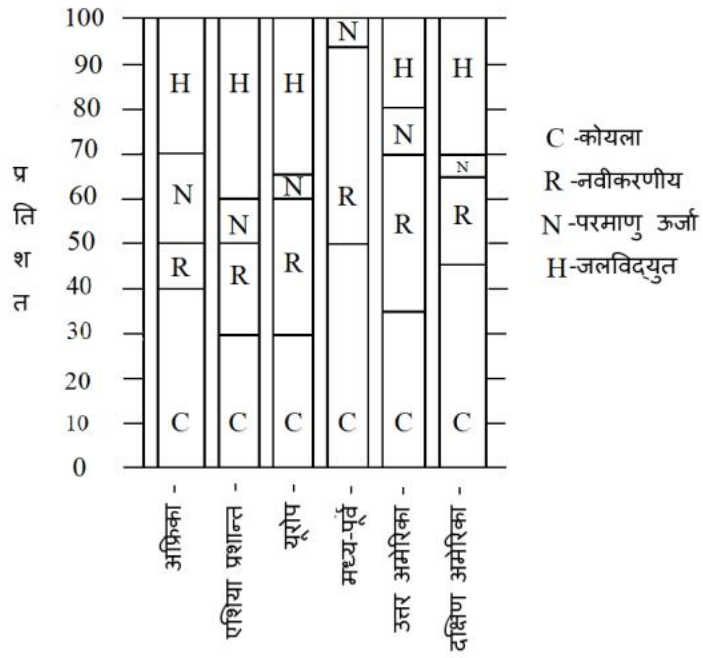 प्र
ति
श
त
100
90
80
70
60
50
40
30
20
10
0
H
N
R
C
H
N
R
C
H
N
R
C
N
R
C
H
N
R
C
H
N
R
C
अफ्रिका -
एशिया प्रशान्त -
यूरोप -
मध्य-पूर्व -
उत्तर अमेरिका -
दक्षिण अमेरिका -
C -कोयला
R -नवीकरणीय
N -परमाणु ऊर्जा
H-जलविद्युत